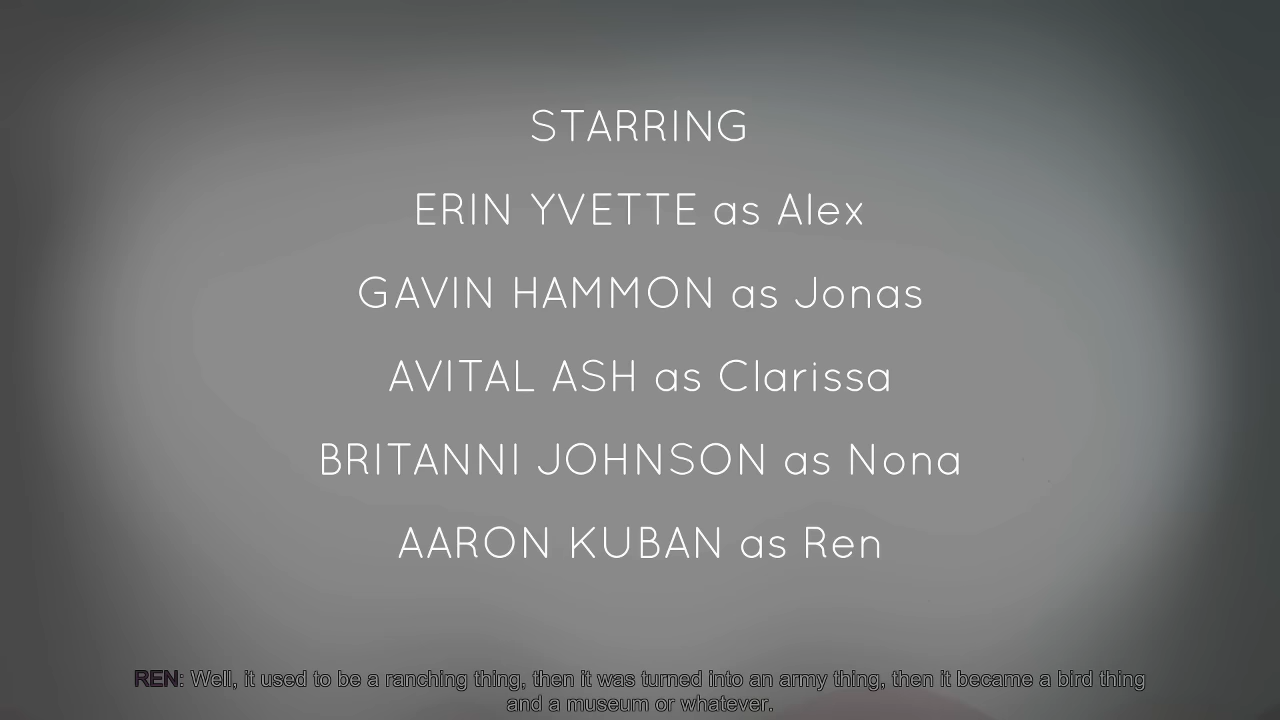 STARRING
ERIN YVETTE as Alex
GAVIN HAMMON as Jonas
AVITAL ASH as Clarissa
BRITANNI JOHNSON as Nona
AARON KUBAN as Ren
REN: Well, it used to be a ranching thing, then it was turned into an army thing, then it became a bird thing
and a museum or whatever.